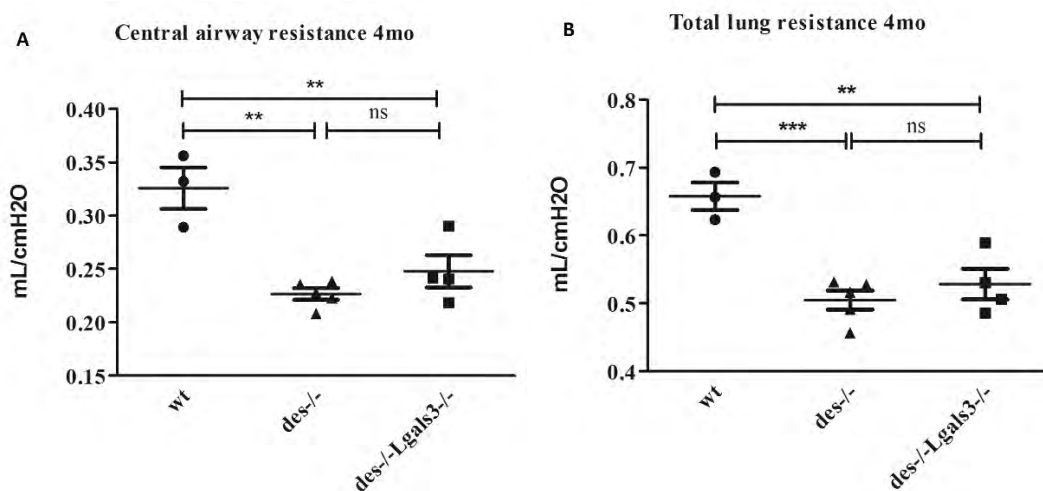 A
Central airway resistance 4mo
**
**
ns
mL/cmH2O
0.40
0.35
0.30
0.25
0.20
0.15
wt
des-/-
des-/-Lgals3-/-
B
Total lung resistance 4mo
**
***
ns
mL/cmH2O
0.8
0.7
0.6
0.5
0.4
wt
des-/-
des-/-Lgals3-/-